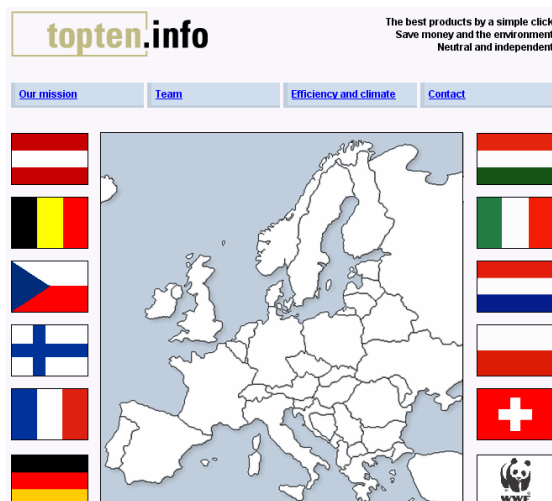 topten.info
The best products by a simple click
Save money and the environment
Neutral and independent
Our mission
Team
Efficiency and climate
Contact
WWF